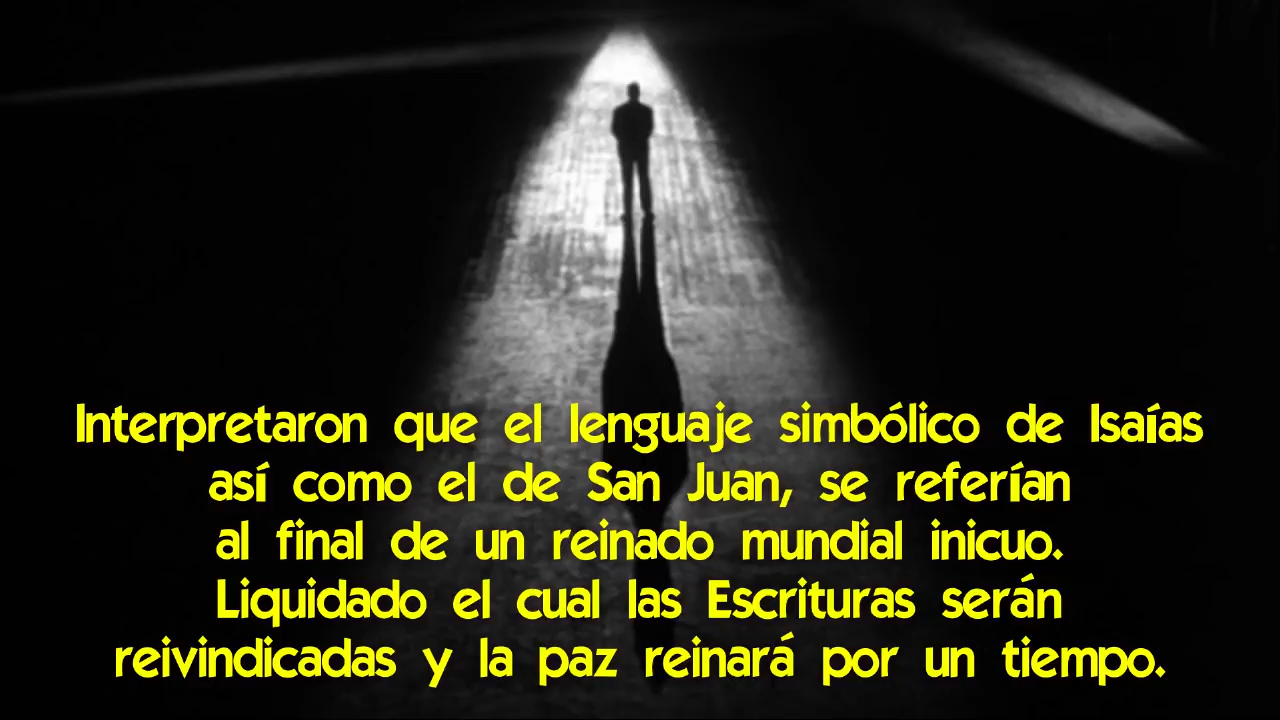 Interpretaron que el lenguaje simbólico de Isaías
así como el de San Juan, se referían
al final de un reinado mundial inicuo.
Liquidado el cual las Escrituras serán
reivindicadas y la paz reinará por un tiempo.